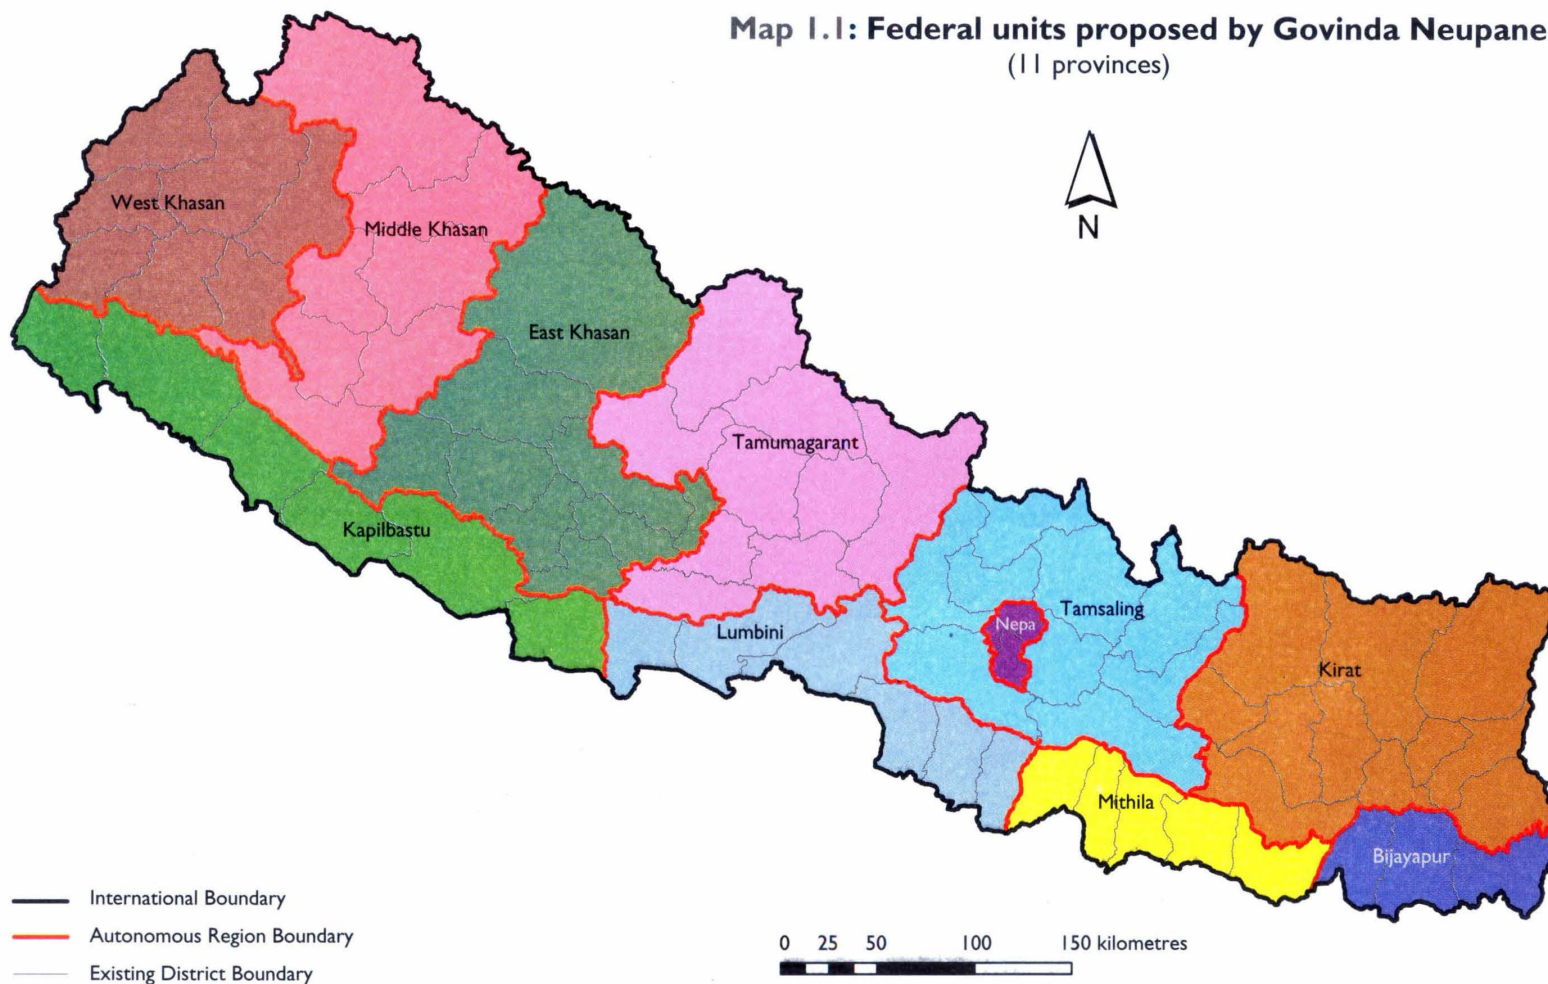 Map 1.1: Federal units proposed by Govinda Neupane
(11 provinces)
N
West Khasan
Middle Khasan
East Khasan
Tamumagarant
Kapilbastu
Lumbini
Nepa
Tamsaling
Kirat
Mithila
Bijayapur
International Boundary
Autonomous Region Boundary
Existing District Boundary
0 25 50 100 150 kilometres